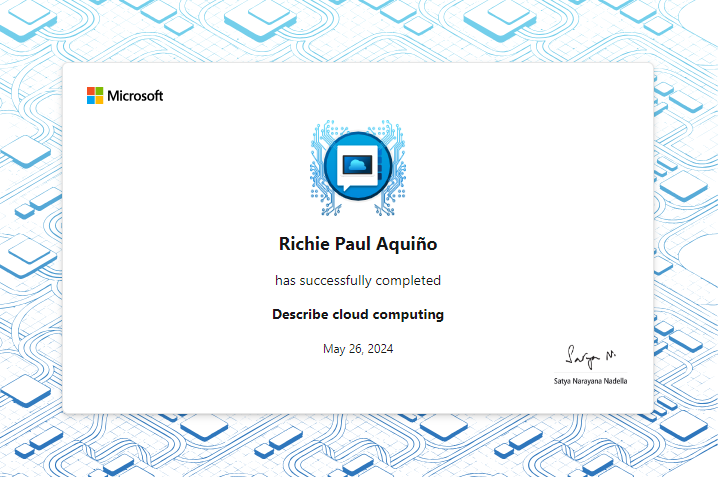 Microsoft
Richie Paul Aquiño
has successfully completed
Describe cloud computing
May 26, 2024
Satya N.
Satya Narayana Nadella